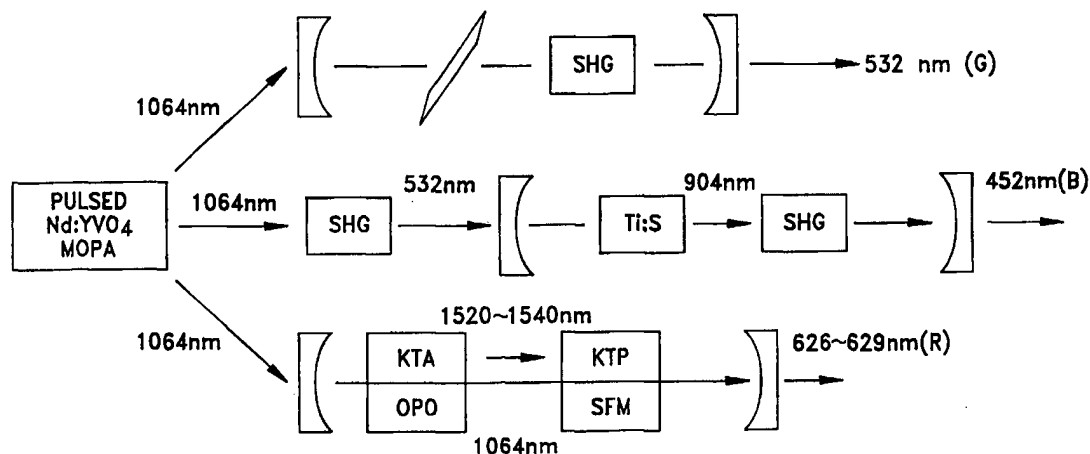 SHG
532 nm (G)
1064nm
PULSED
Nd:YVO4
MOPA
1064nm
SHG
532nm
Ti:S
904nm
SHG
452nm(B)
1064nm
1520~1540nm
KTA
OPO
KTP
SFM
1064nm
626~629nm(R)